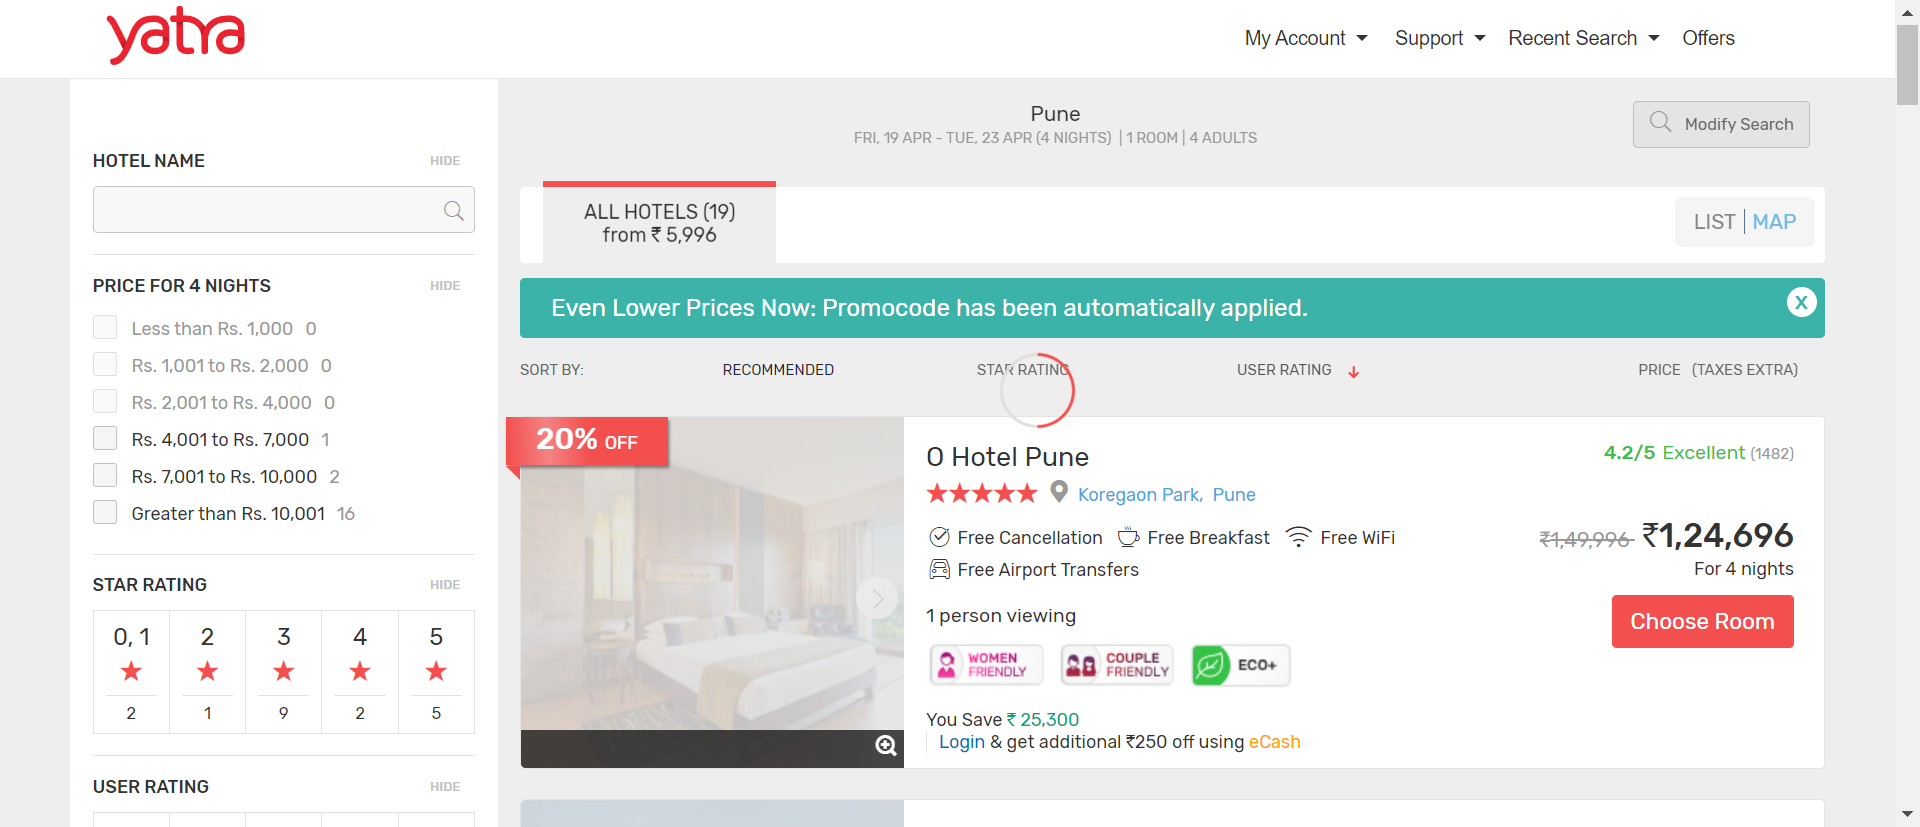 yatra
My Account
Support
Recent Search
Offers
Pune
FRI, 19 APR - TUE, 23 APR (4 NIGHTS) | 1 ROOM | 4 ADULTS
Modify Search
HOTEL NAME
HIDE
PRICE FOR 4 NIGHTS
HIDE
Less than Rs. 1,000 0
Rs. 1,001 to Rs. 2,000 0
Rs. 2,001 to Rs. 4,000 0
Rs. 4,001 to Rs. 7,000 1
Rs. 7,001 to Rs. 10,000 2
Greater than Rs. 10,001 16
STAR RATING
HIDE
0, 1 2 3 4 5
2 1 9 2 5
USER RATING
HIDE
ALL HOTELS (19)
from ₹ 5,996
LIST | MAP
Even Lower Prices Now: Promocode has been automatically applied.
X
SORT BY:
RECOMMENDED
STAR RATING
USER RATING
PRICE (TAXES EXTRA)
20% OFF
O Hotel Pune
4.2/5 Excellent (1482)
Koregaon Park, Pune
Free Cancellation Free Breakfast Free WiFi
Free Airport Transfers
₹1,49,996 ₹1,24,696
For 4 nights
Choose Room
1 person viewing
WOMEN
FRIENDLY
COUPLE
FRIENDLY
ECO+
You Save ₹ 25,300
Login & get additional ₹250 off using eCash